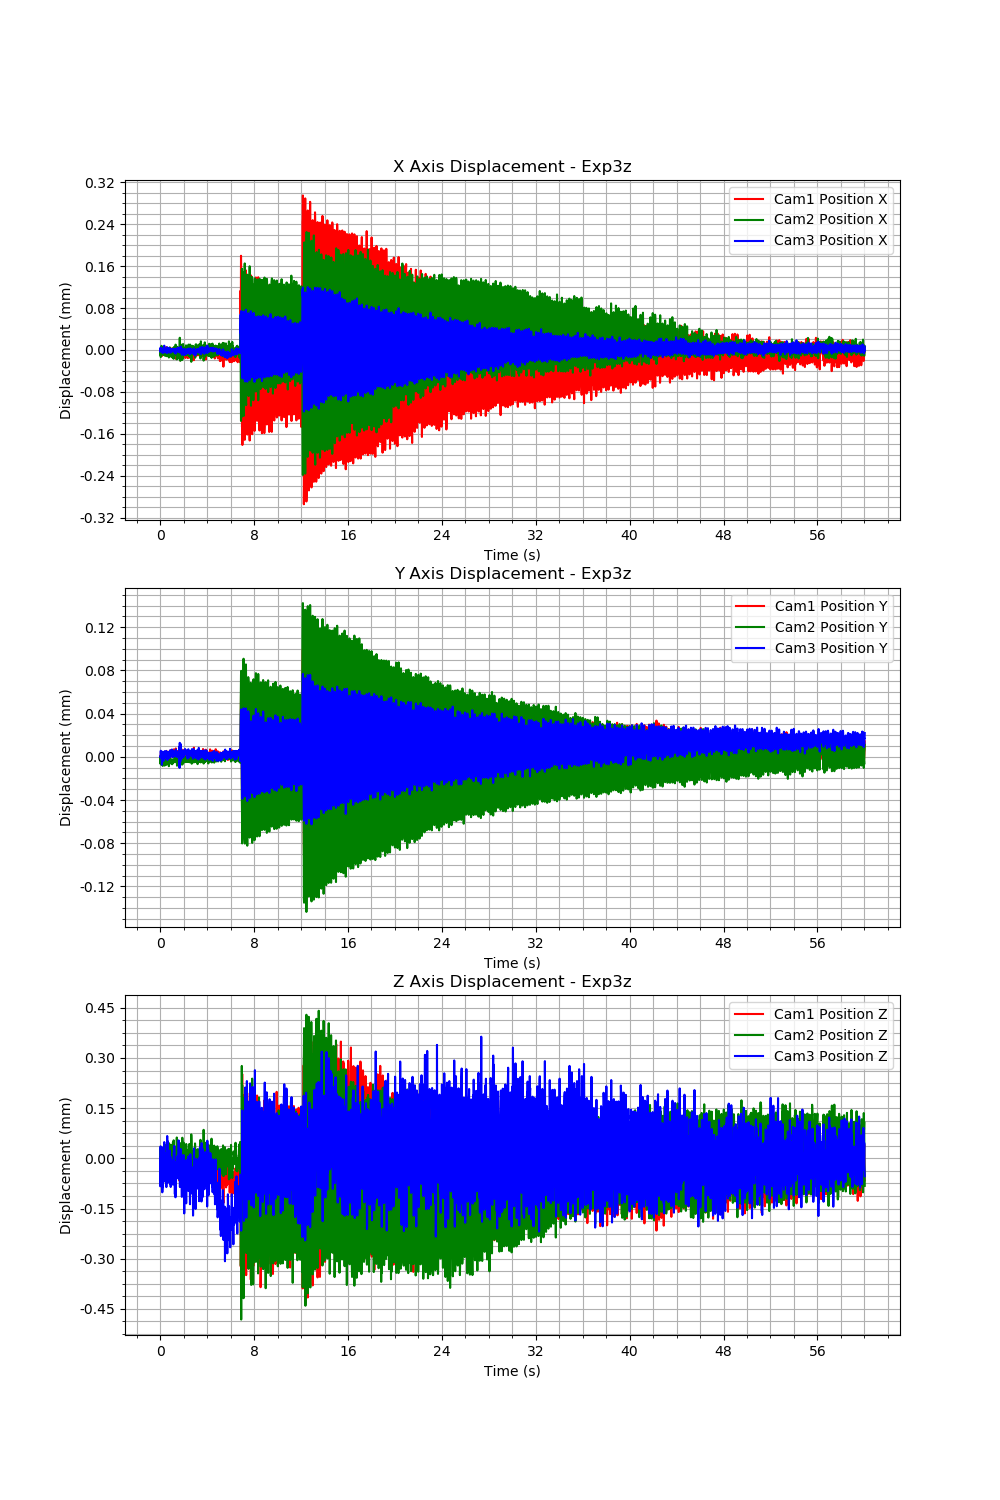 X Axis Displacement - Exp3z
0.32
0.24
0.16
0.08
0.00
-0.08
-0.16
-0.24
-0.32
Displacement (mm)
Cam1 Position X
Cam2 Position X
Cam3 Position X
0 8 16 24 32 40 48 56
Time (s)
Y Axis Displacement - Exp3z
0.12
0.08
0.04
0.00
-0.04
-0.08
-0.12
Displacement (mm)
Cam1 Position Y
Cam2 Position Y
Cam3 Position Y
0 8 16 24 32 40 48 56
Time (s)
Z Axis Displacement - Exp3z
0.45
0.30
0.15
0.00
-0.15
-0.30
-0.45
Displacement (mm)
Cam1 Position Z
Cam2 Position Z
Cam3 Position Z
0 8 16 24 32 40 48 56
Time (s)